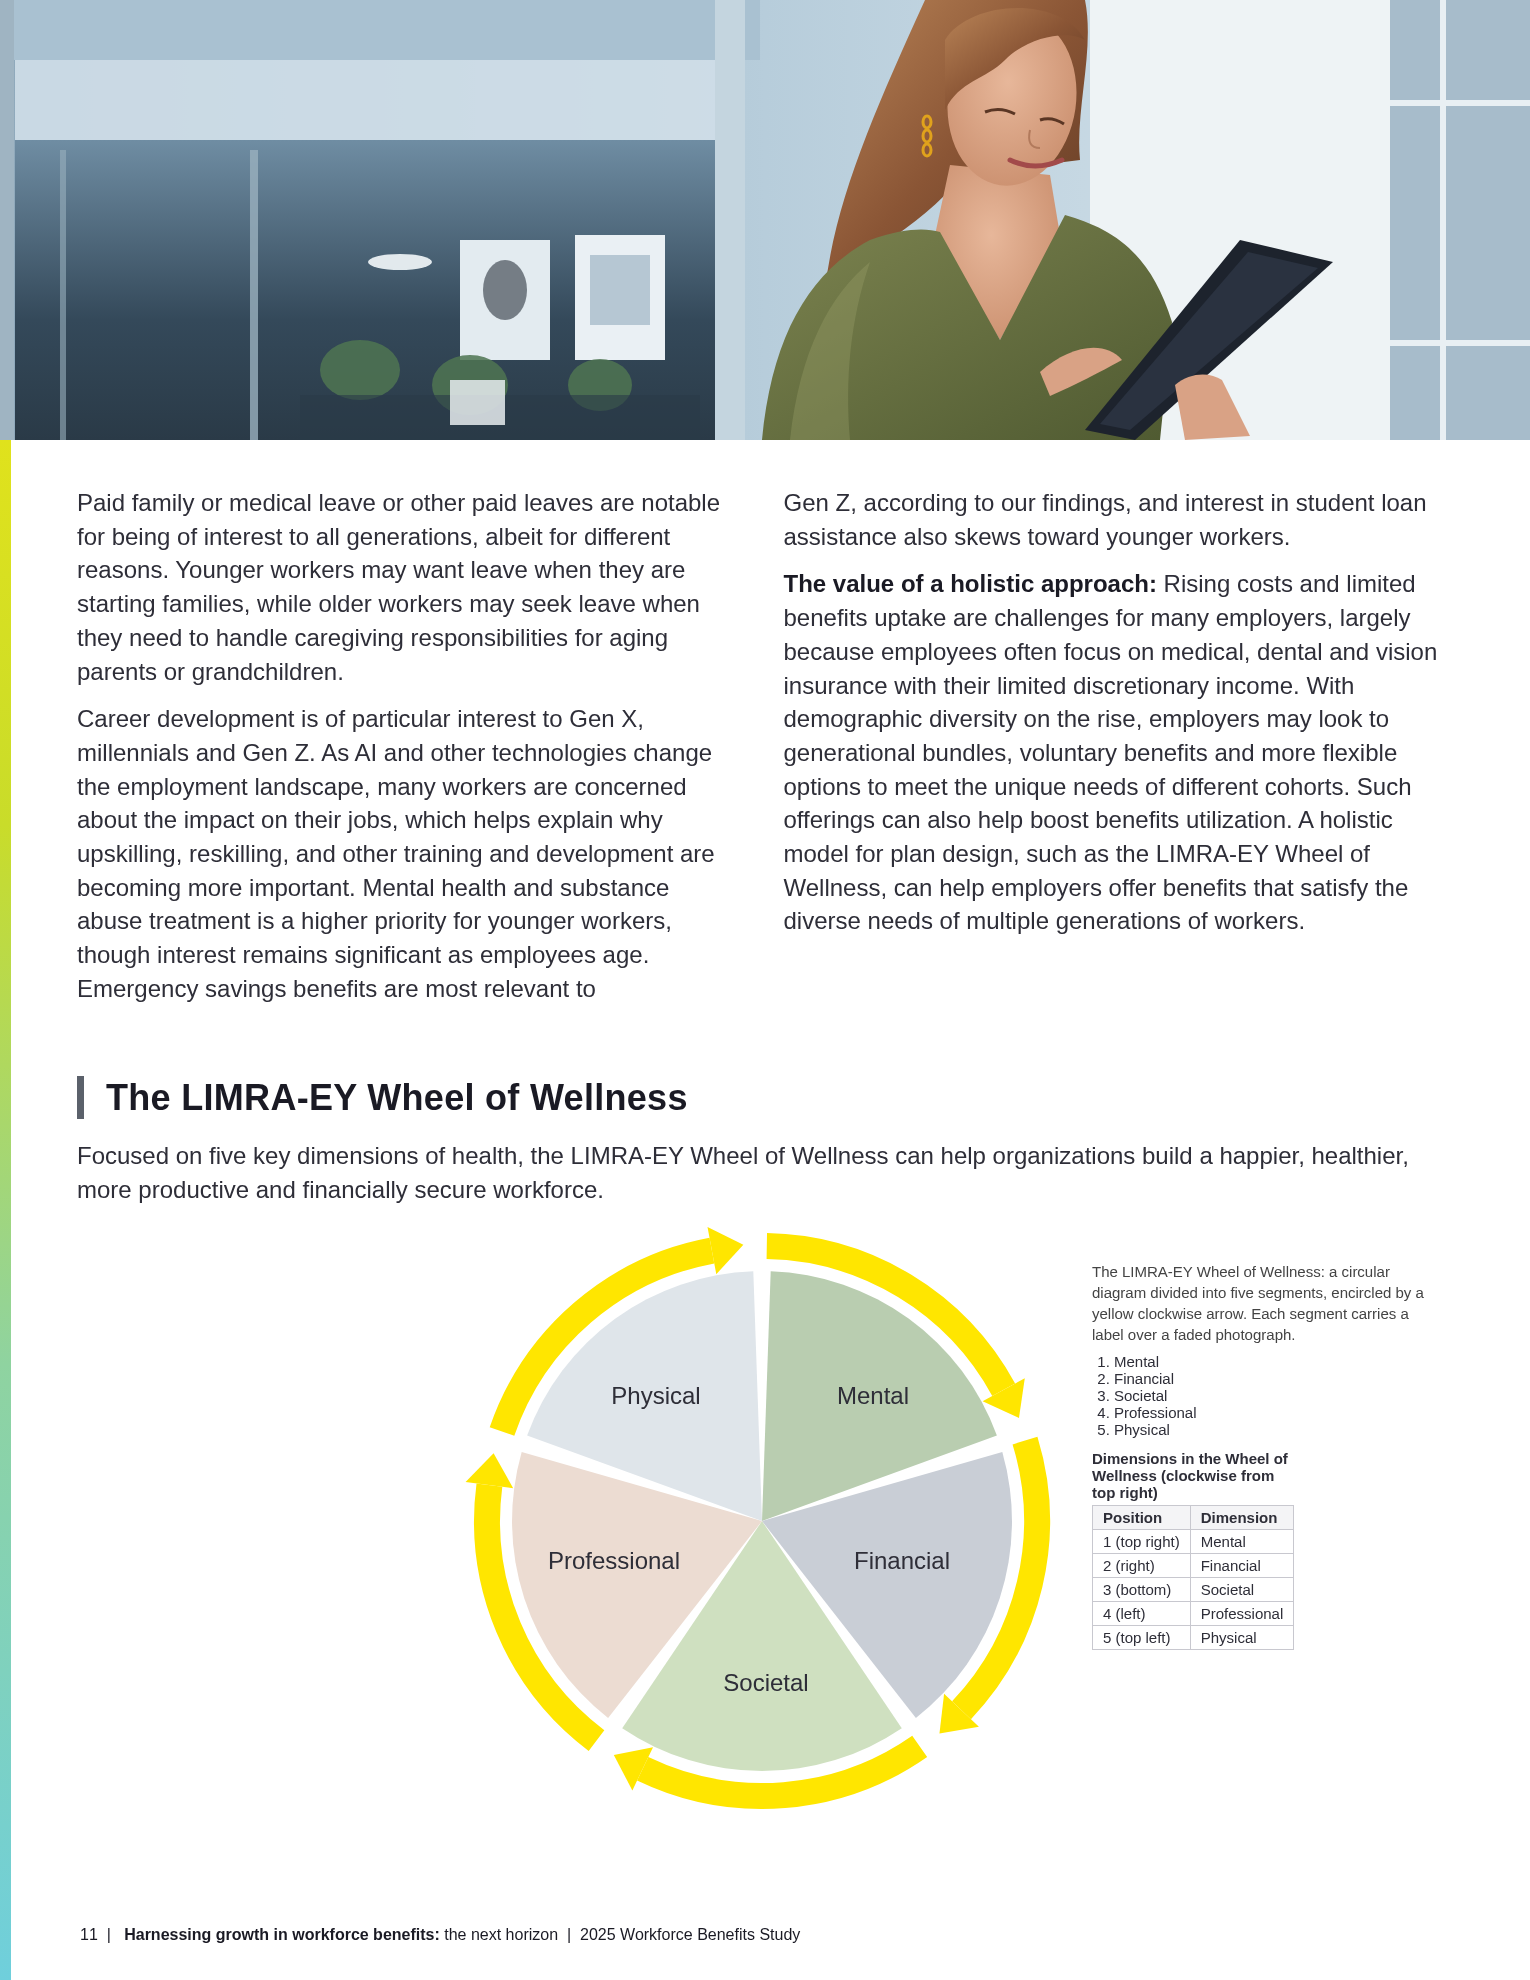 Paid family or medical leave or other paid leaves are notable
for being of interest to all generations, albeit for different
reasons. Younger workers may want leave when they are
starting families, while older workers may seek leave when
they need to handle caregiving responsibilities for aging
parents or grandchildren.
Career development is of particular interest to Gen X,
millennials and Gen Z. As AI and other technologies change
the employment landscape, many workers are concerned
about the impact on their jobs, which helps explain why
upskilling, reskilling, and other training and development are
becoming more important. Mental health and substance
abuse treatment is a higher priority for younger workers,
though interest remains significant as employees age.
Emergency savings benefits are most relevant to
Gen Z, according to our findings, and interest in student loan
assistance also skews toward younger workers.
The value of a holistic approach: Rising costs and limited
benefits uptake are challenges for many employers, largely
because employees often focus on medical, dental and vision
insurance with their limited discretionary income. With
demographic diversity on the rise, employers may look to
generational bundles, voluntary benefits and more flexible
options to meet the unique needs of different cohorts. Such
offerings can also help boost benefits utilization. A holistic
model for plan design, such as the LIMRA-EY Wheel of
Wellness, can help employers offer benefits that satisfy the
diverse needs of multiple generations of workers.
The LIMRA-EY Wheel of Wellness
Focused on five key dimensions of health, the LIMRA-EY Wheel of Wellness can help organizations build a happier, healthier,
more productive and financially secure workforce.
Physical
Mental
Professional
Financial
Societal
The LIMRA-EY Wheel of Wellness: a circular
diagram divided into five segments, encircled by a
yellow clockwise arrow. Each segment carries a
label over a faded photograph.
1. Mental
2. Financial
3. Societal
4. Professional
5. Physical
Dimensions in the Wheel of
Wellness (clockwise from
top right)
Position Dimension
1 (top right) Mental
2 (right) Financial
3 (bottom) Societal
4 (left) Professional
5 (top left) Physical
11 | Harnessing growth in workforce benefits: the next horizon | 2025 Workforce Benefits Study